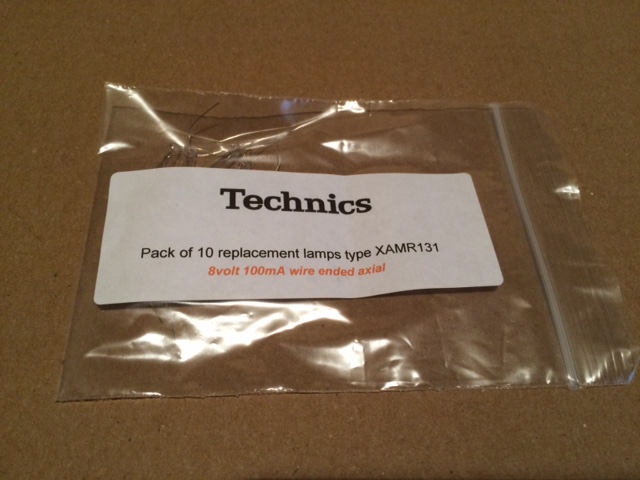 Technics
Pack of 10 replacement lamps type XAMR131
8volt 100mA wire ended axial